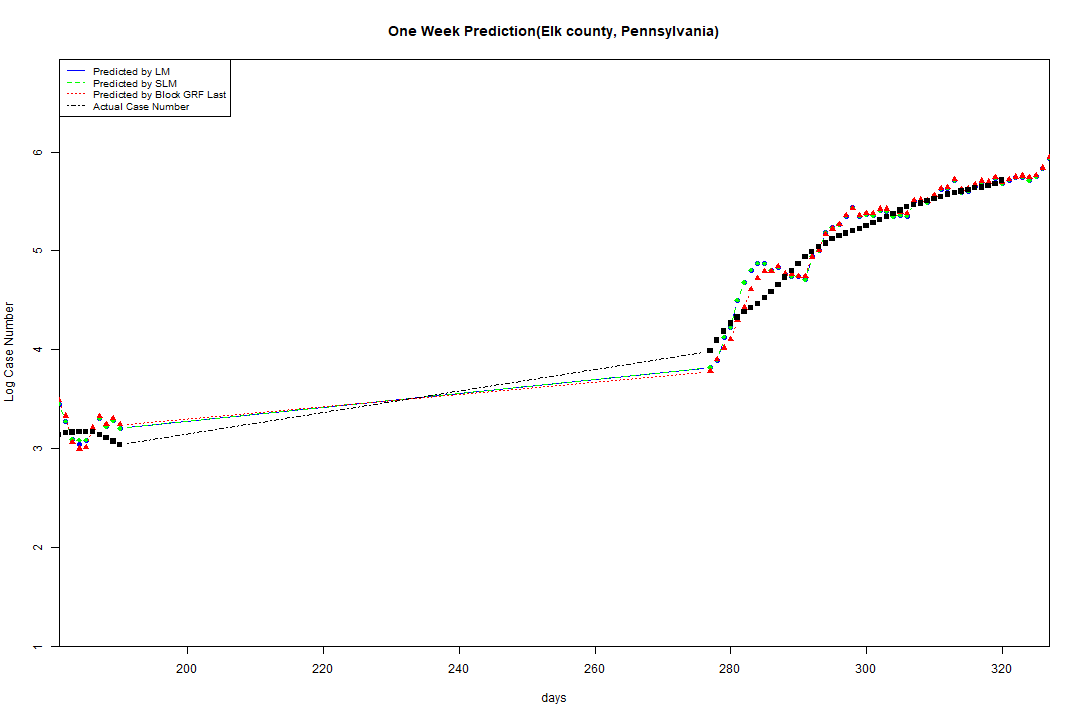 One Week Prediction(Elk county, Pennsylvania)
Predicted by LM
Predicted by SLM
Predicted by Block GRF Last
Actual Case Number
Log Case Number
6
5
4
3
2
1
200 220 240 260 280 300 320
days